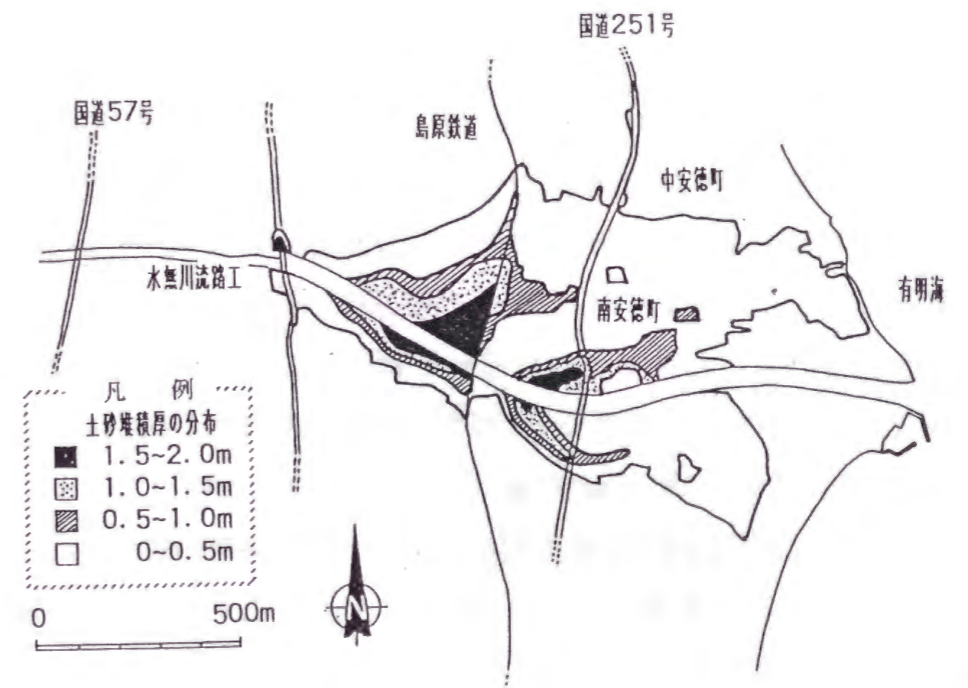 国道251号
国道57号
島原鉄道
中安徳町
水無川流路工
南安徳町
有明海
凡 例
土砂堆積厚の分布
1.5~2.0m
1.0~1.5m
0.5~1.0m
0~0.5m
0 500m
N